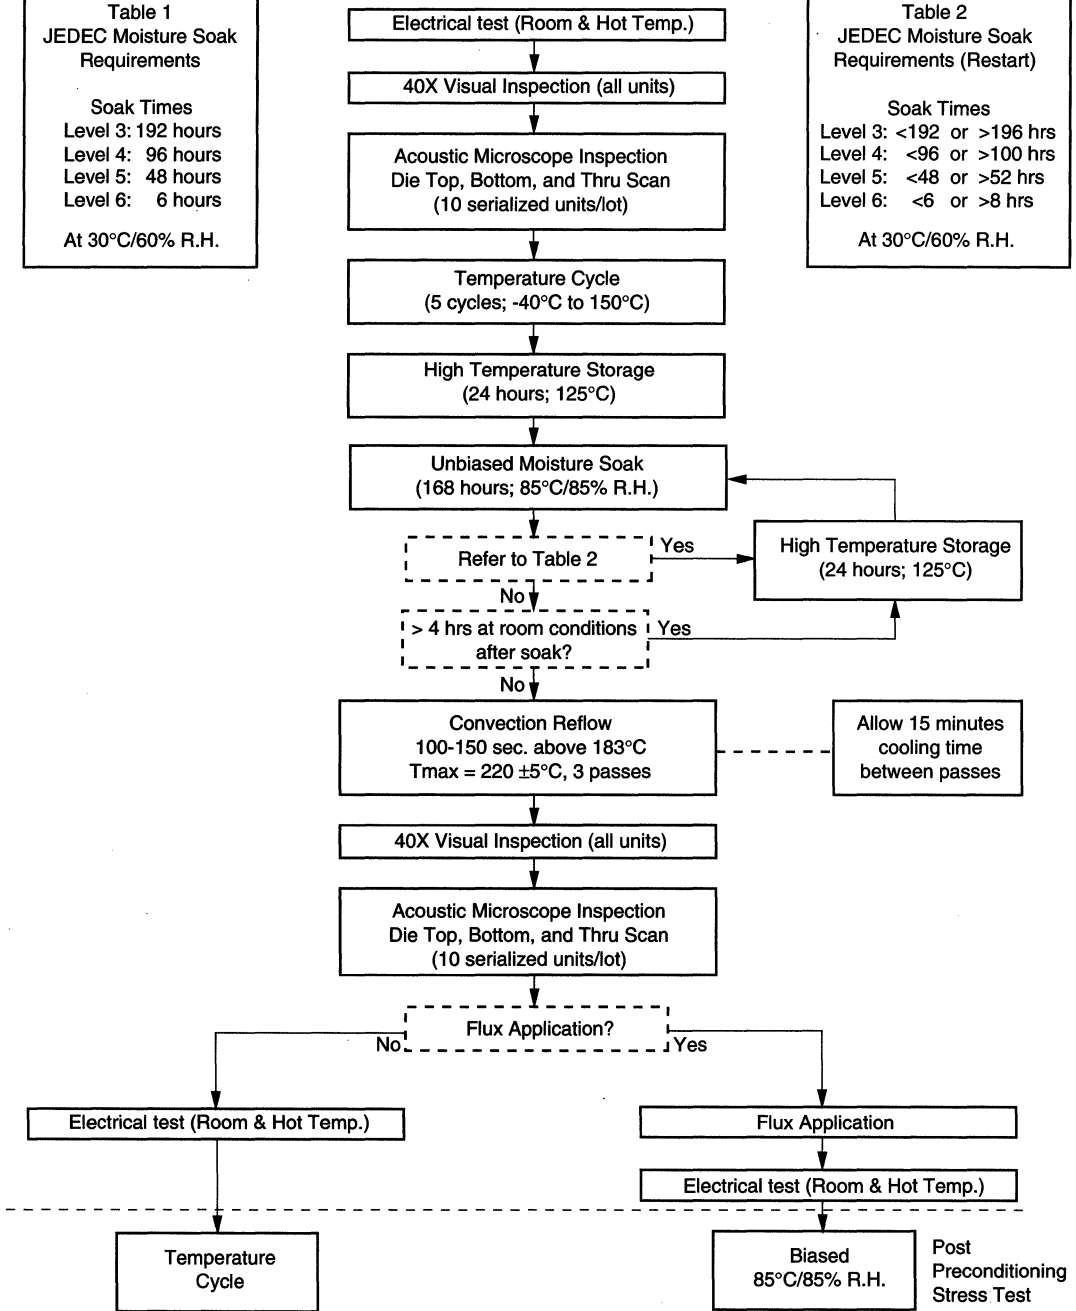 Table 1
JEDEC Moisture Soak
Requirements
Soak Times
Level 3: 192 hours
Level 4: 96 hours
Level 5: 48 hours
Level 6: 6 hours
At 30°C/60% R.H.
Electrical test (Room & Hot Temp.)
40X Visual Inspection (all units)
Acoustic Microscope Inspection
Die Top, Bottom, and Thru Scan
(10 serialized units/lot)
Temperature Cycle
(5 cycles; -40°C to 150°C)
High Temperature Storage
(24 hours; 125°C)
Unbiased Moisture Soak
(168 hours; 85°C/85% R.H.)
Table 2
JEDEC Moisture Soak
Requirements (Restart)
Soak Times
Level 3: <192 or >196 hrs
Level 4: <96 or >100 hrs
Level 5: <48 or >52 hrs
Level 6: <6 or >8 hrs
At 30°C/60% R.H.
Refer to Table 2
Yes
High Temperature Storage
(24 hours; 125°C)
No
> 4 hrs at room conditions
after soak?
Yes
No
Convection Reflow
100-150 sec. above 183°C
Tmax = 220 ±5°C, 3 passes
Allow 15 minutes
cooling time
between passes
40X Visual Inspection (all units)
Acoustic Microscope Inspection
Die Top, Bottom, and Thru Scan
(10 serialized units/lot)
Flux Application?
No
Yes
Electrical test (Room & Hot Temp.)
Flux Application
Electrical test (Room & Hot Temp.)
Temperature
Cycle
Biased
85°C/85% R.H.
Post
Preconditioning
Stress Test